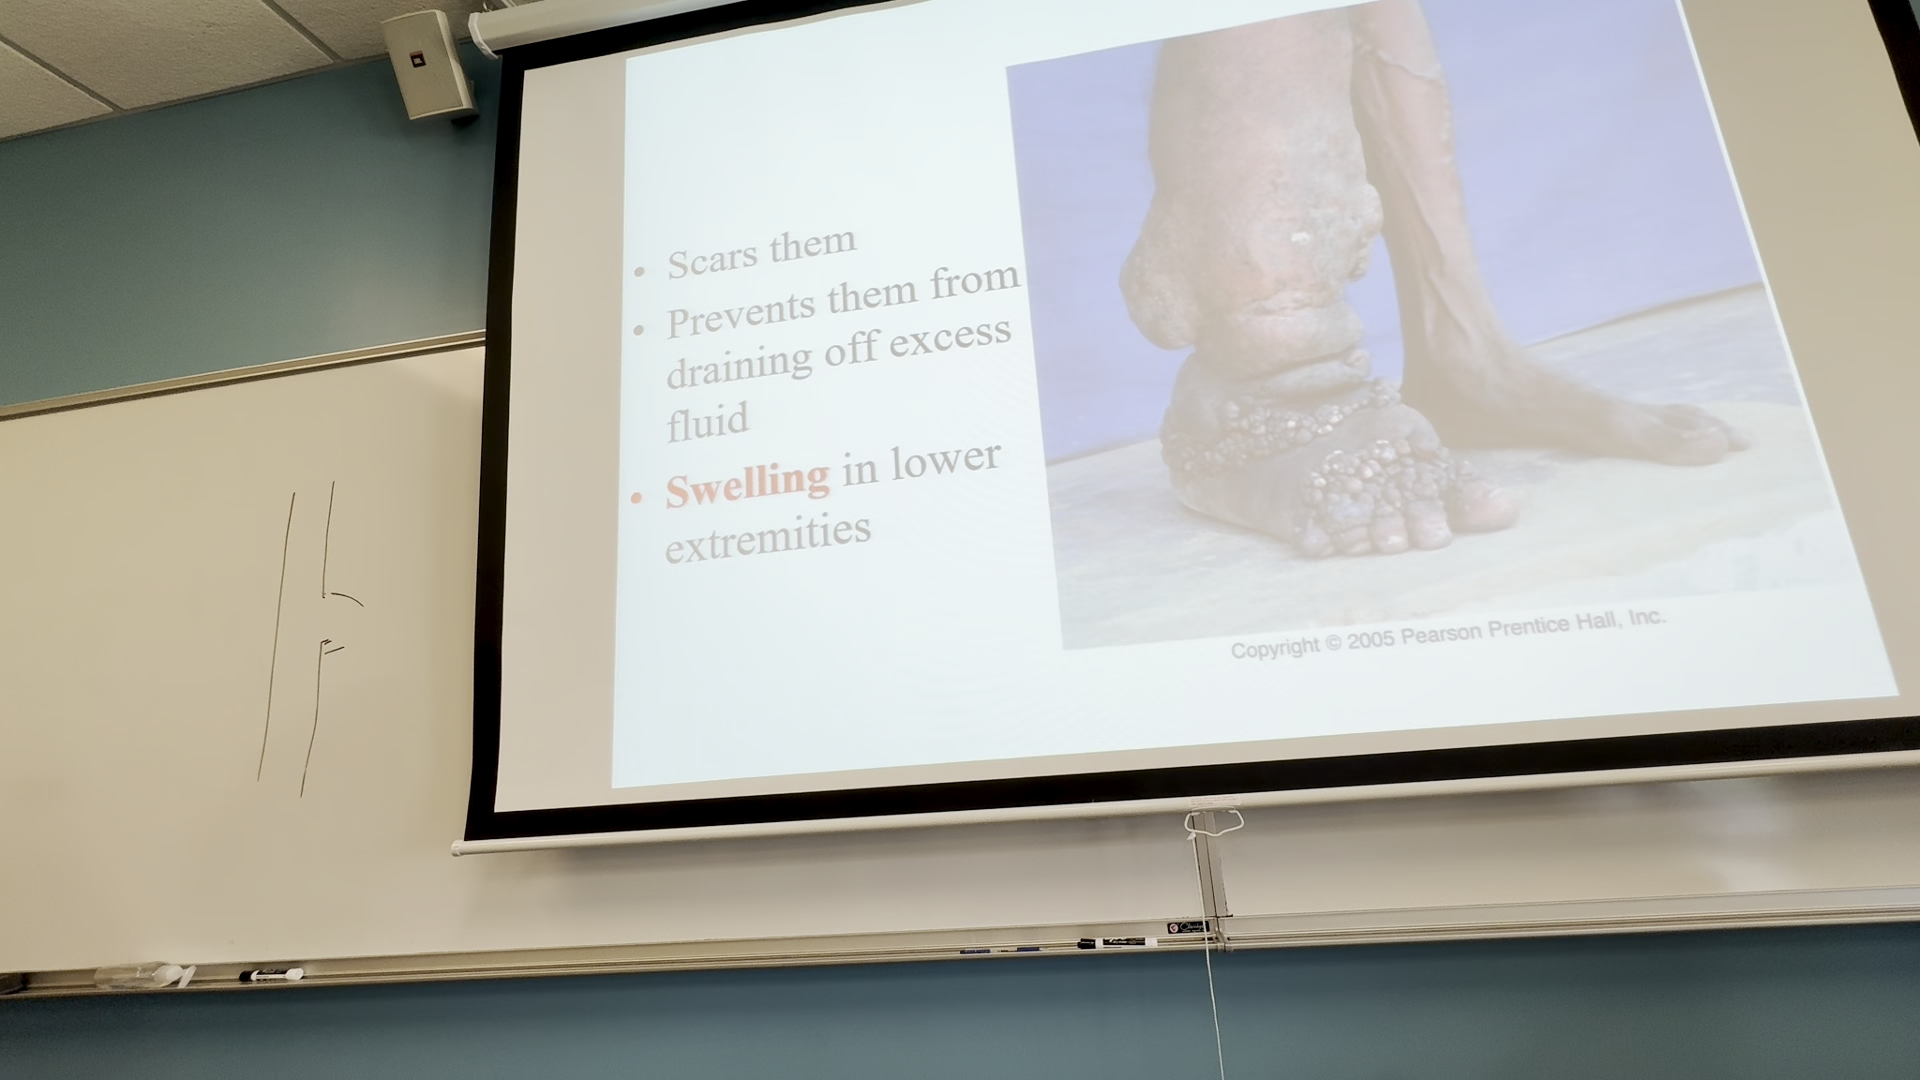 • Scars them
• Prevents them from
draining off excess
fluid
• Swelling in lower
extremities
Copyright © 2005 Pearson Prentice Hall, Inc.